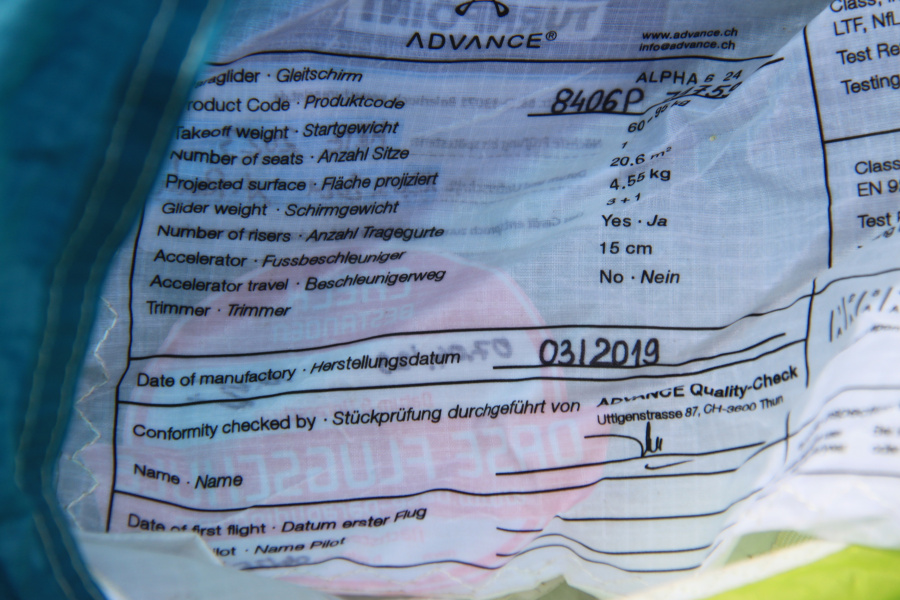 ADVANCE®
www.advance.ch
info@advance.ch
aglider · Gleitschirm
ALPHA 6 24
roduct Code · Produktcode
8406P
Takeoff weight · Startgewicht
Number of seats · Anzahl Sitze
1
Projected surface · Fläche projiziert
20.6 m²
Glider weight · Schirmgewicht
4.55 kg
Number of risers · Anzahl Tragegurte
3 + 1
Accelerator · Fussbeschleuniger
Yes · Ja
Accelerator travel · Beschleunigerweg
15 cm
Trimmer · Trimmer
No · Nein
Date of manufactory · Herstellungsdatum
03/2019
Conformity checked by · Stückprüfung durchgeführt von
ADVANCE Quality-Check
Uttigenstrasse 87, CH-3600 Thun
Name · Name
Date of first flight · Datum erster Flug
ilot · Name Pilot
Class,
LTF, NfL
Test Re
Testing
Class
EN 9
Test